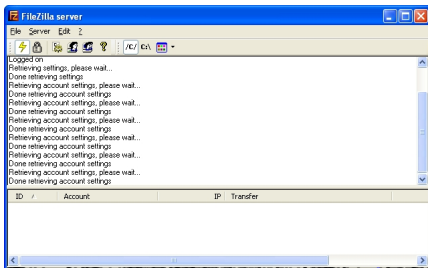 FileZilla server
File Server Edit ?
/C/ C:\
Logged on
Retrieving settings, please wait...
Done retrieving settings
Retrieving account settings, please wait...
Done retrieving account settings
Retrieving account settings, please wait...
Done retrieving account settings
Retrieving account settings, please wait...
Done retrieving account settings
Retrieving account settings, please wait...
Done retrieving account settings
Retrieving account settings, please wait...
Done retrieving account settings
Retrieving account settings, please wait...
Done retrieving account settings
ID / Account IP Transfer